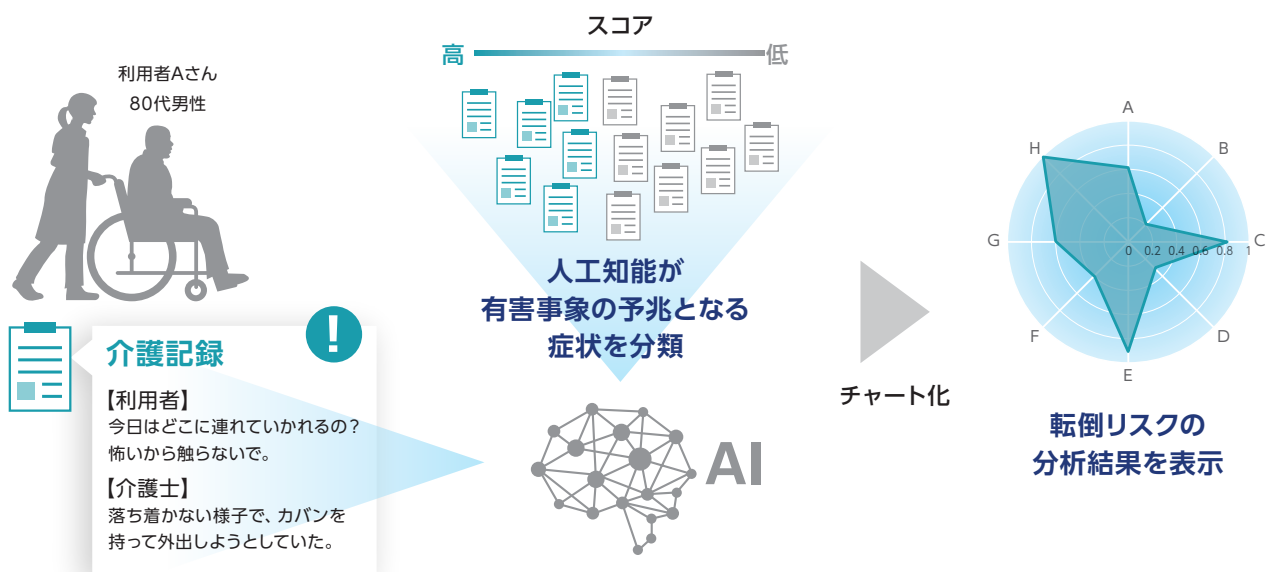 利用者Aさん
80代男性
介護記録
!
【利用者】
今日はどこに連れていかれるの?
怖いから触らないで。
【介護士】
落ち着かない様子で、カバンを
持って外出しようとしていた。
スコア
高
低
人工知能が
有害事象の予兆となる
症状を分類
AI
チャート化
A
B
C
D
E
F
G
H
0 0.2 0.4 0.6 0.8 1
転倒リスクの
分析結果を表示